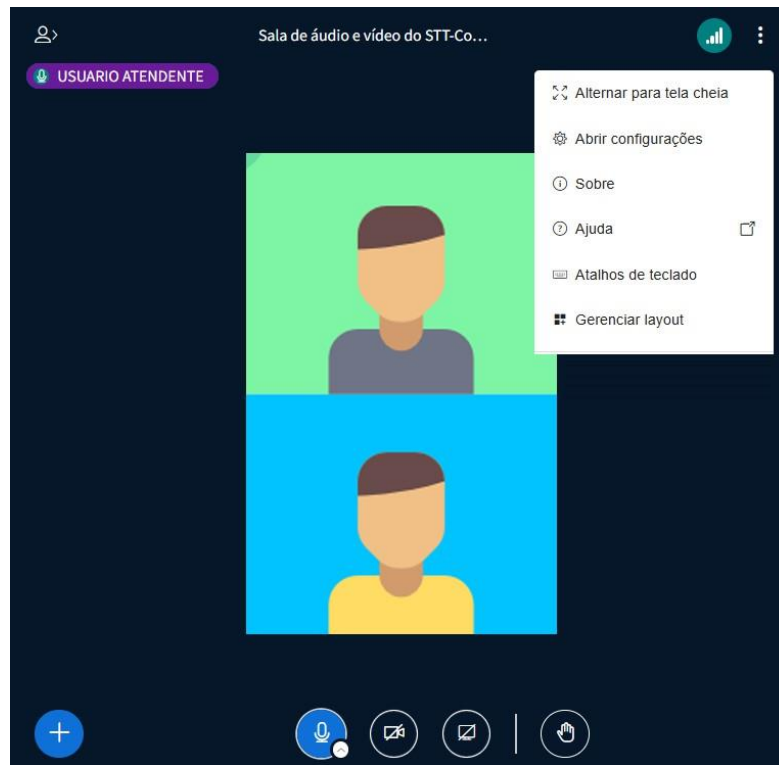 Sala de áudio e vídeo do STT-Co...
USUARIO ATENDENTE
Alternar para tela cheia
Abrir configurações
Sobre
Ajuda
Atalhos de teclado
Gerenciar layout